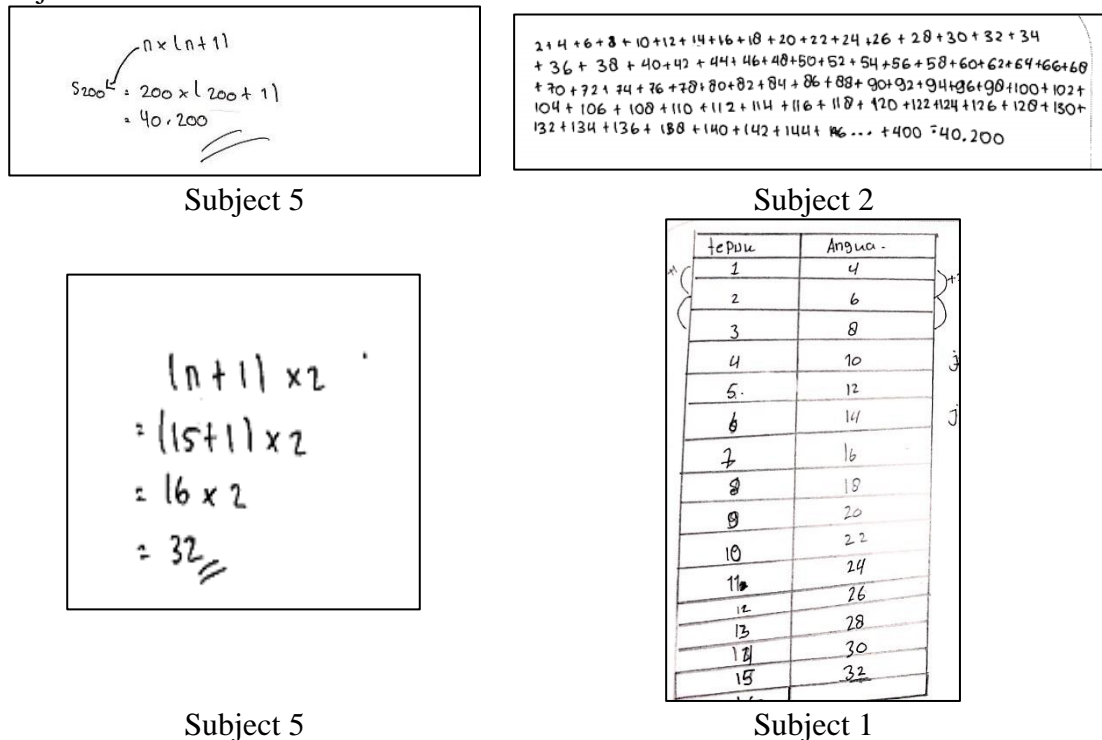 n x (n+1)
S200 = 200 x (200 + 1)
= 40.200
2+4+6+8+10+12+14+16+18+20+22+24+26+28+30+32+34
+36+38+40+42+44+46+48+50+52+54+56+58+60+62+64+66+68
+70+72+74+76+78+80+82+84+86+88+90+92+94+96+98+100+102+
104+106+108+110+112+114+116+118+120+122+124+126+128+130+
132+134+136+138+140+142+144+146... +400 =40.200
Subject 5 Subject 2
(n+1) x2
= (15+1) x2
= 16 x 2
= 32
tepuk Angka
1 4
2 6
3 8
4 10
5. 12
6 14
7 16
8 18
9 20
10 22
11 24
12 26
13 28
14 30
15 32
Subject 5 Subject 1